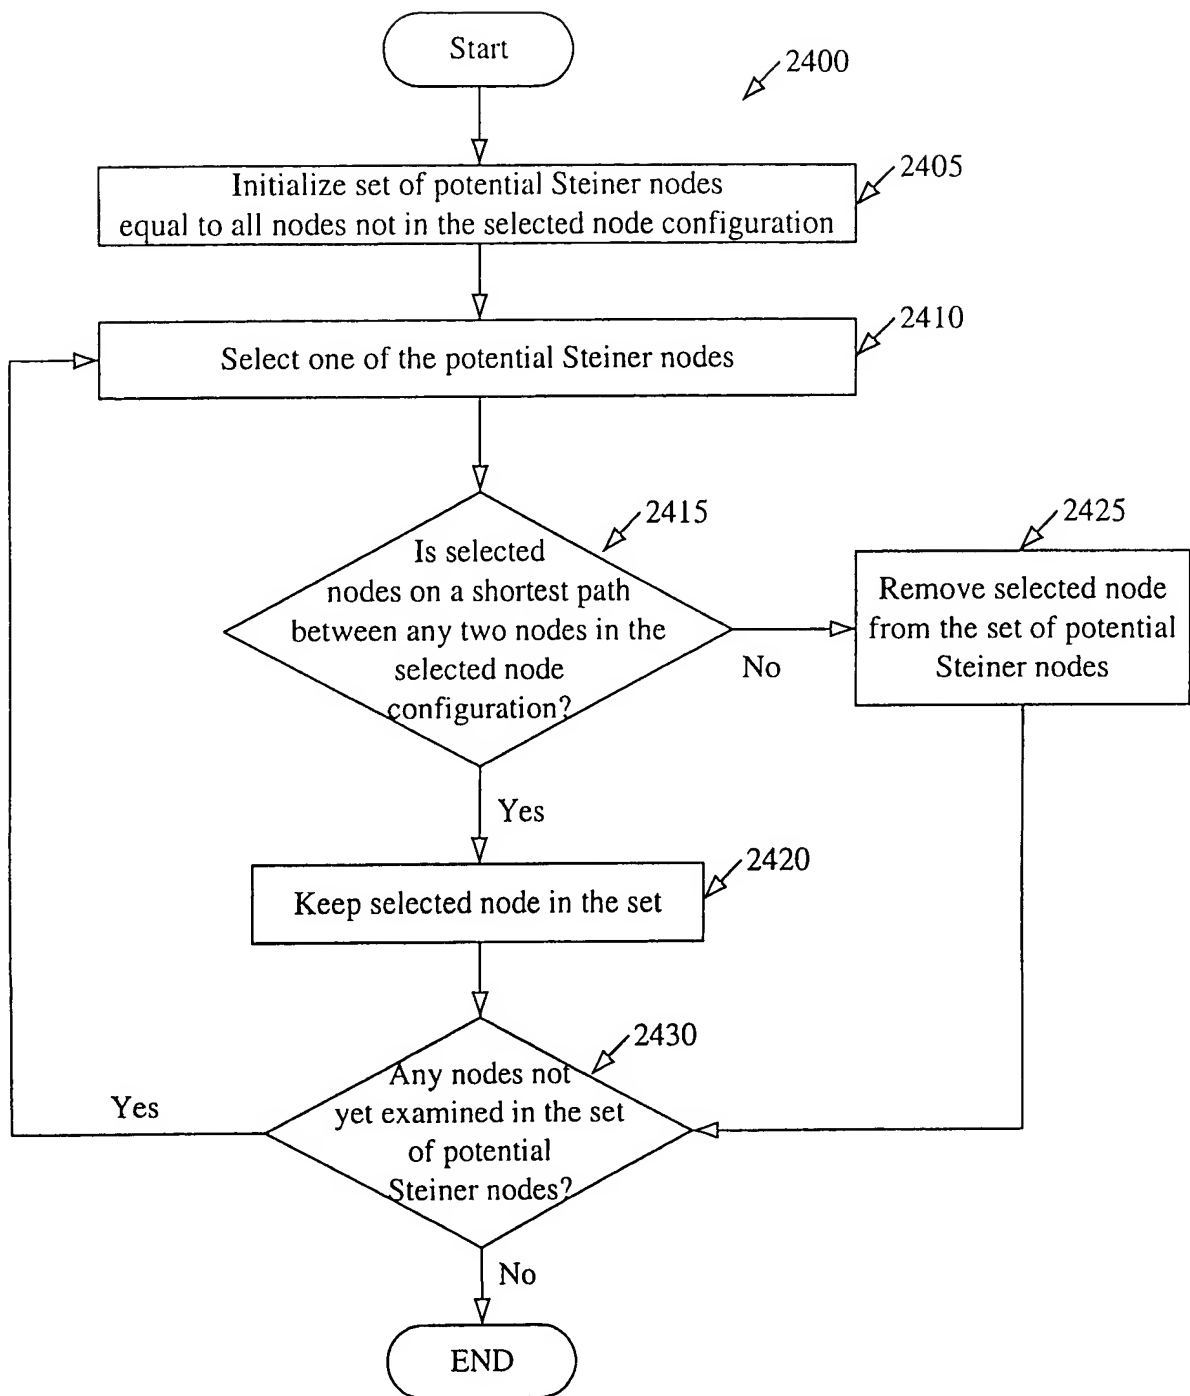 Start
2400
Initialize set of potential Steiner nodes
equal to all nodes not in the selected node configuration
2405
Select one of the potential Steiner nodes
2410
Is selected
nodes on a shortest path
between any two nodes in the
selected node
configuration?
2415
No
Remove selected node
from the set of potential
Steiner nodes
2425
Yes
Keep selected node in the set
2420
Any nodes not
yet examined in the set
of potential
Steiner nodes?
2430
Yes
No
END